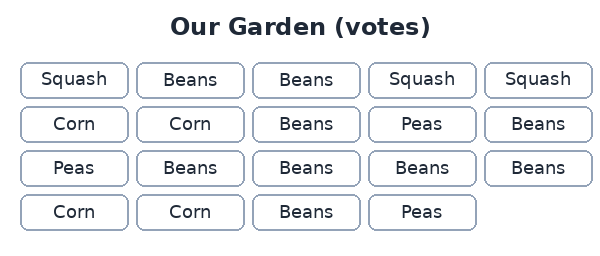 Our Garden (votes)
Squash Beans Beans Squash Squash
Corn Corn Beans Peas Beans
Peas Beans Beans Beans Beans
Corn Corn Beans Peas